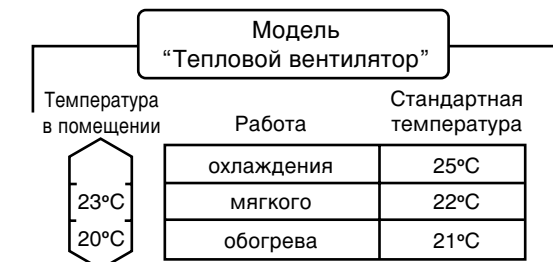 Модель
“Тепловой вентилятор”
Температура
в помещении
Работа
Стандартная
температура
охлаждения 25ºC
23ºC мягкого 22ºC
20ºC обогрева 21ºC